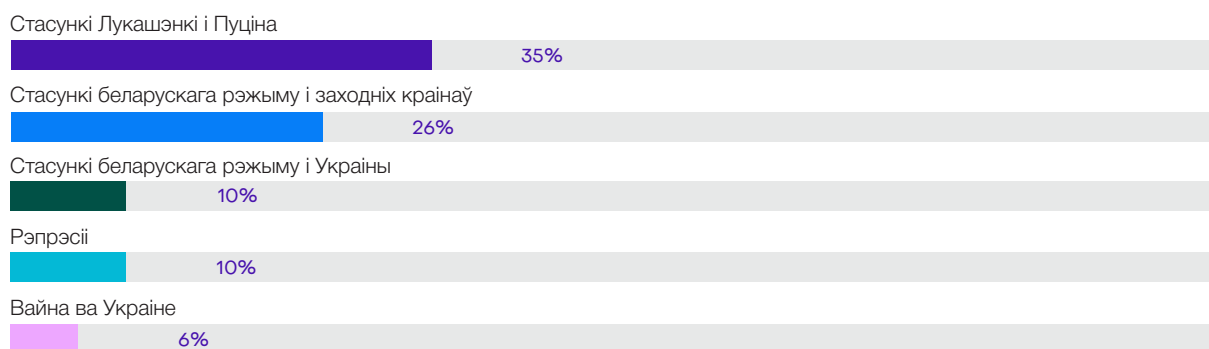 Стасункі Лукашэнкі і Пуціна
35%
Стасункі беларускага рэжыму і заходніх краінаў
26%
Стасункі беларускага рэжыму і Украіны
10%
Рэпрэсіі
10%
Вайна ва Украіне
6%